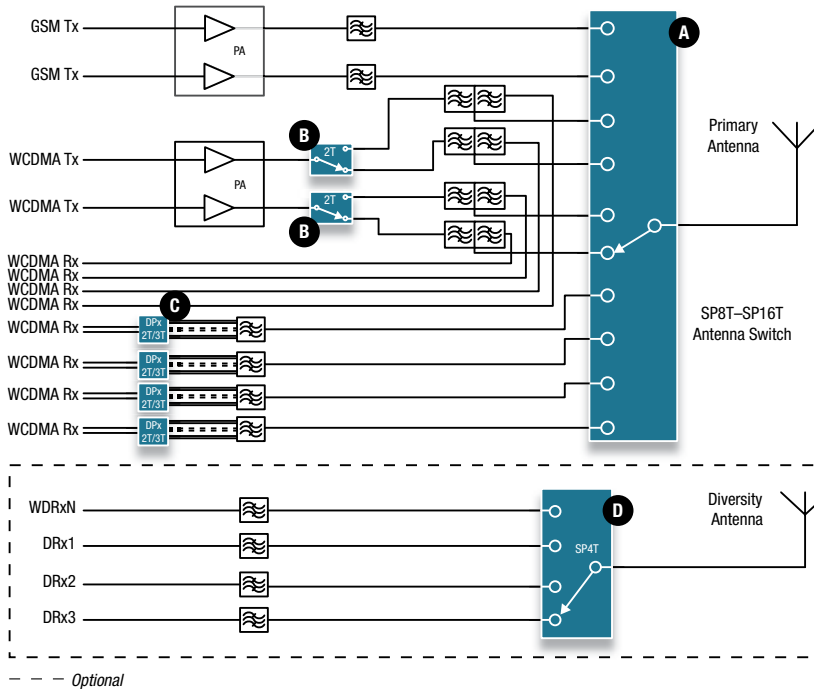 GSM Tx
PA
A
GSM Tx
Primary
Antenna
B
2T
WCDMA Tx
PA
WCDMA Tx
2T
B
WCDMA Rx
WCDMA Rx
WCDMA Rx
WCDMA Rx
C
SP8T–SP16T
Antenna Switch
WCDMA Rx
DPx
2T/3T
WCDMA Rx
DPx
2T/3T
WCDMA Rx
DPx
2T/3T
WCDMA Rx
DPx
2T/3T
WDRxN
D
Diversity
Antenna
DRx1
SP4T
DRx2
DRx3
Optional